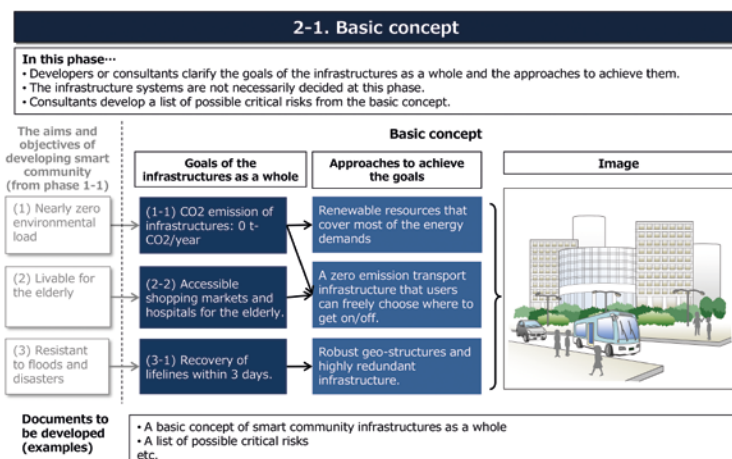 2-1. Basic concept
In this phase⋯
• Developers or consultants clarify the goals of the infrastructures as a whole and the approaches to achieve them.
• The infrastructure systems are not necessarily decided at this phase.
• Consultants develop a list of possible critical risks from the basic concept.
The aims and
objectives of
developing smart
community
(from phase 1-1)
(1) Nearly zero
environmental
load
(2) Livable for
the elderly
(3) Resistant
to floods and
disasters
Basic concept
Goals of the
infrastructures as a whole
(1-1) CO2 emission of
infrastructures: 0 t-
CO2/year
(2-2) Accessible
shopping markets and
hospitals for the elderly.
(3-1) Recovery of
lifelines within 3 days.
Approaches to achieve
the goals
Renewable resources that
cover most of the energy
demands
A zero emission transport
infrastructure that users
can freely choose where to
get on/off.
Robust geo-structures and
highly redundant
infrastructure.
Image
Documents to
be developed
(examples)
• A basic concept of smart community infrastructures as a whole
• A list of possible critical risks
etc.